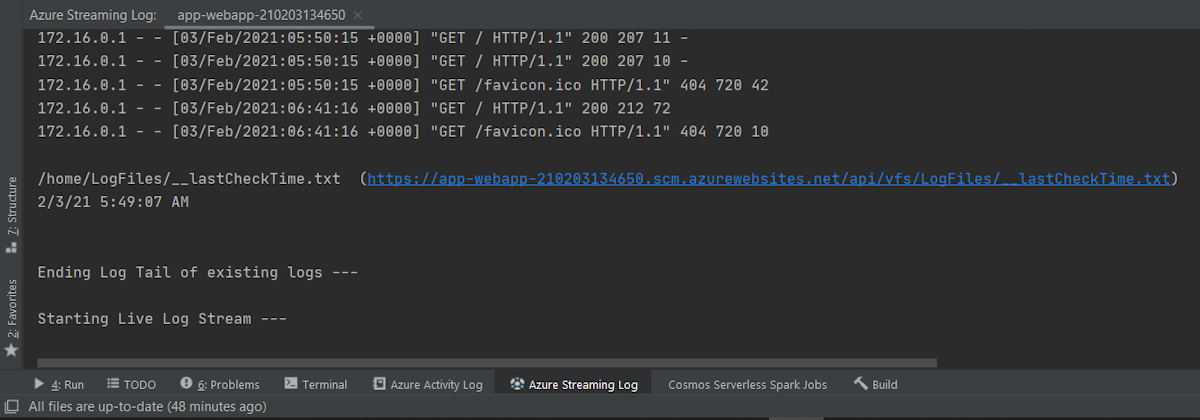 Azure Streaming Log: app-webapp-210203134650 ×
172.16.0.1 - - [03/Feb/2021:05:50:15 +0000] "GET / HTTP/1.1" 200 207 11 -
172.16.0.1 - - [03/Feb/2021:05:50:15 +0000] "GET / HTTP/1.1" 200 207 10 -
172.16.0.1 - - [03/Feb/2021:05:50:15 +0000] "GET /favicon.ico HTTP/1.1" 404 720 42
172.16.0.1 - - [03/Feb/2021:06:41:16 +0000] "GET / HTTP/1.1" 200 212 72
172.16.0.1 - - [03/Feb/2021:06:41:16 +0000] "GET /favicon.ico HTTP/1.1" 404 720 10
/home/LogFiles/__lastCheckTime.txt (https://app-webapp-210203134650.scm.azurewebsites.net/api/vfs/LogFiles/__lastCheckTime.txt)
2/3/21 5:49:07 AM
Ending Log Tail of existing logs ---
Starting Live Log Stream ---
7: Structure
2: Favorites
4: Run TODO 6: Problems Terminal Azure Activity Log Azure Streaming Log Cosmos Serverless Spark Jobs Build
All files are up-to-date (48 minutes ago)